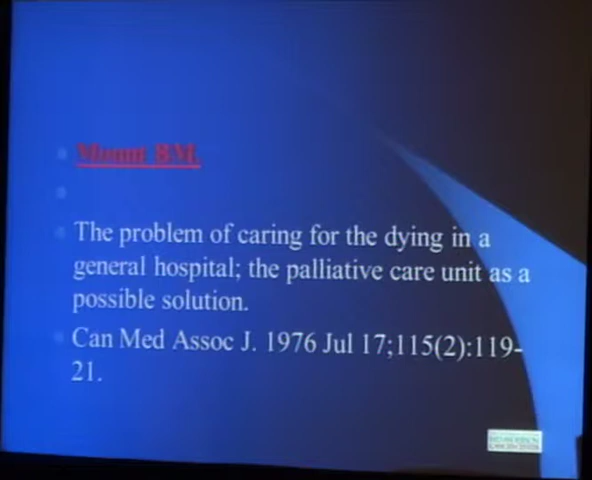 Mount BM.
The problem of caring for the dying in a
general hospital; the palliative care unit as a
possible solution.
Can Med Assoc J. 1976 Jul 17;115(2):119-
21.